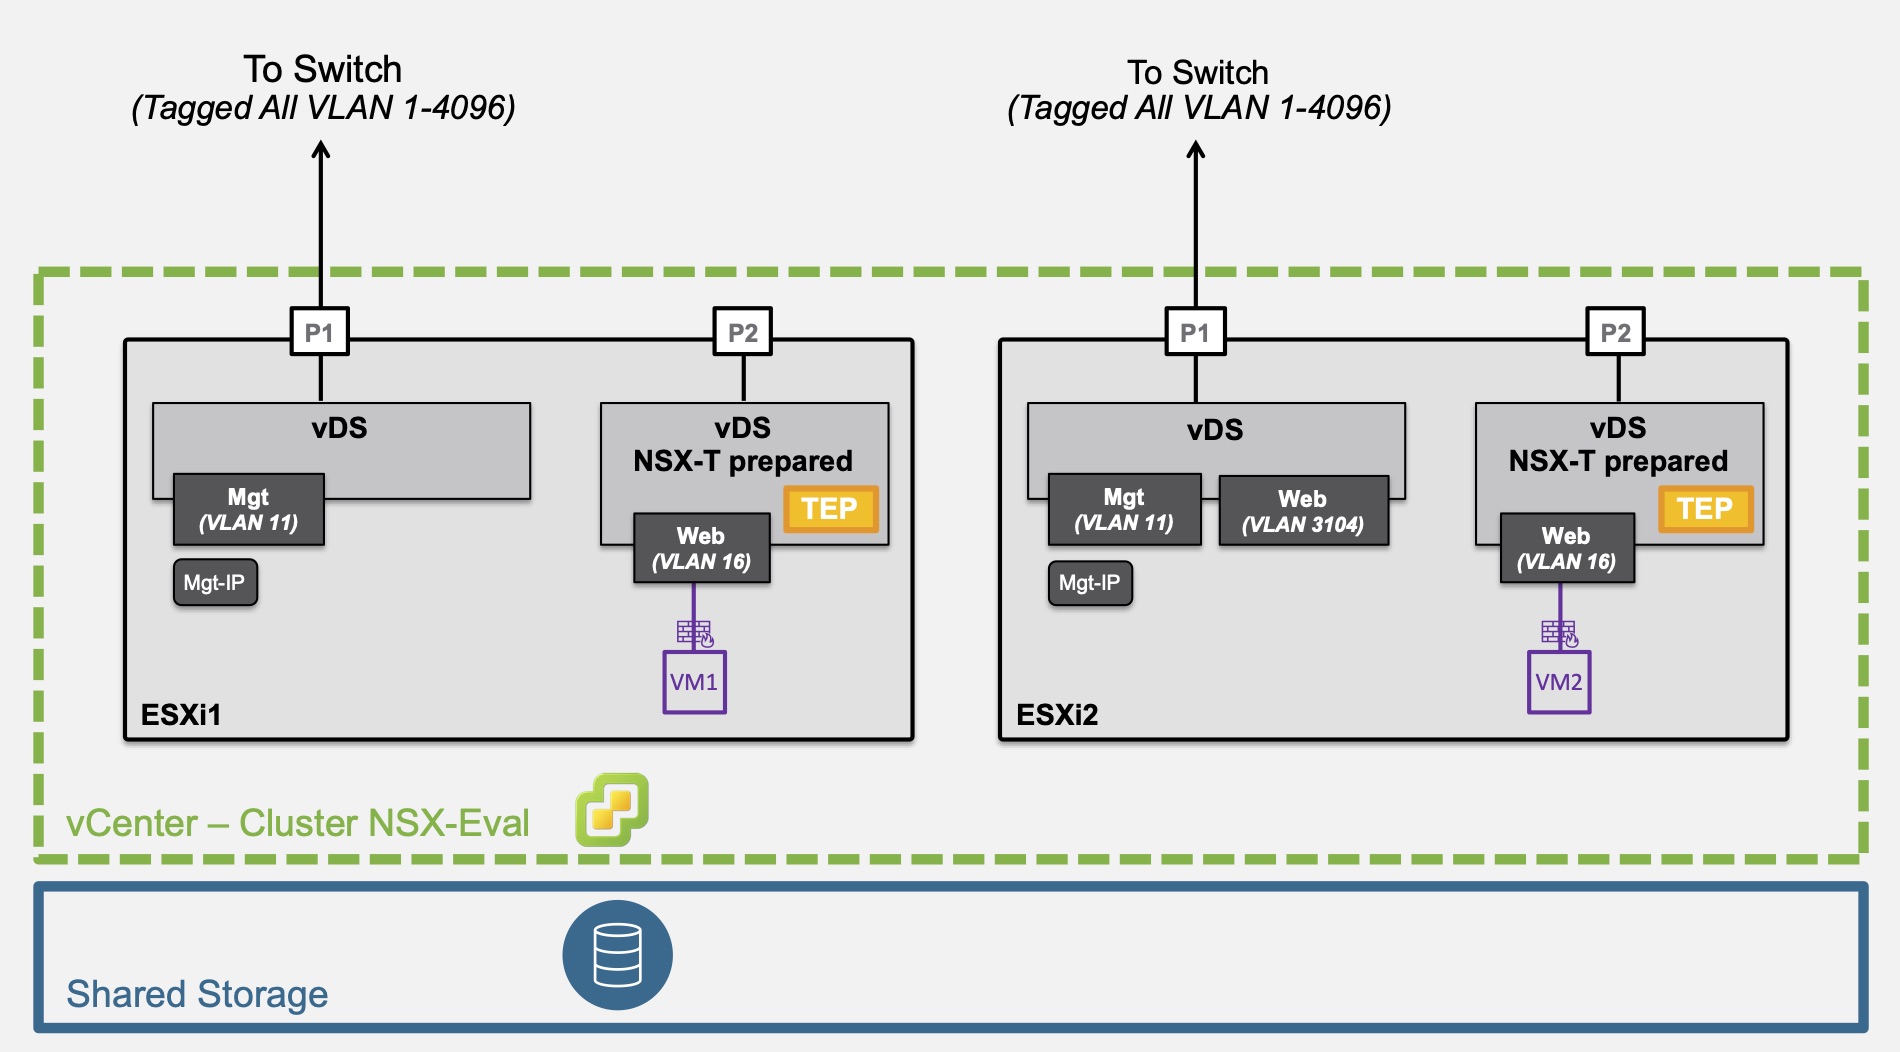 To Switch
(Tagged All VLAN 1-4096)
To Switch
(Tagged All VLAN 1-4096)
P1
P2
vDS
vDS
NSX-T prepared
TEP
Mgt
(VLAN 11)
Mgt-IP
Web
(VLAN 16)
VM1
ESXi1
P1
P2
vDS
vDS
NSX-T prepared
TEP
Mgt
(VLAN 11)
Web
(VLAN 3104)
Mgt-IP
Web
(VLAN 16)
VM2
ESXi2
vCenter – Cluster NSX-Eval
Shared Storage